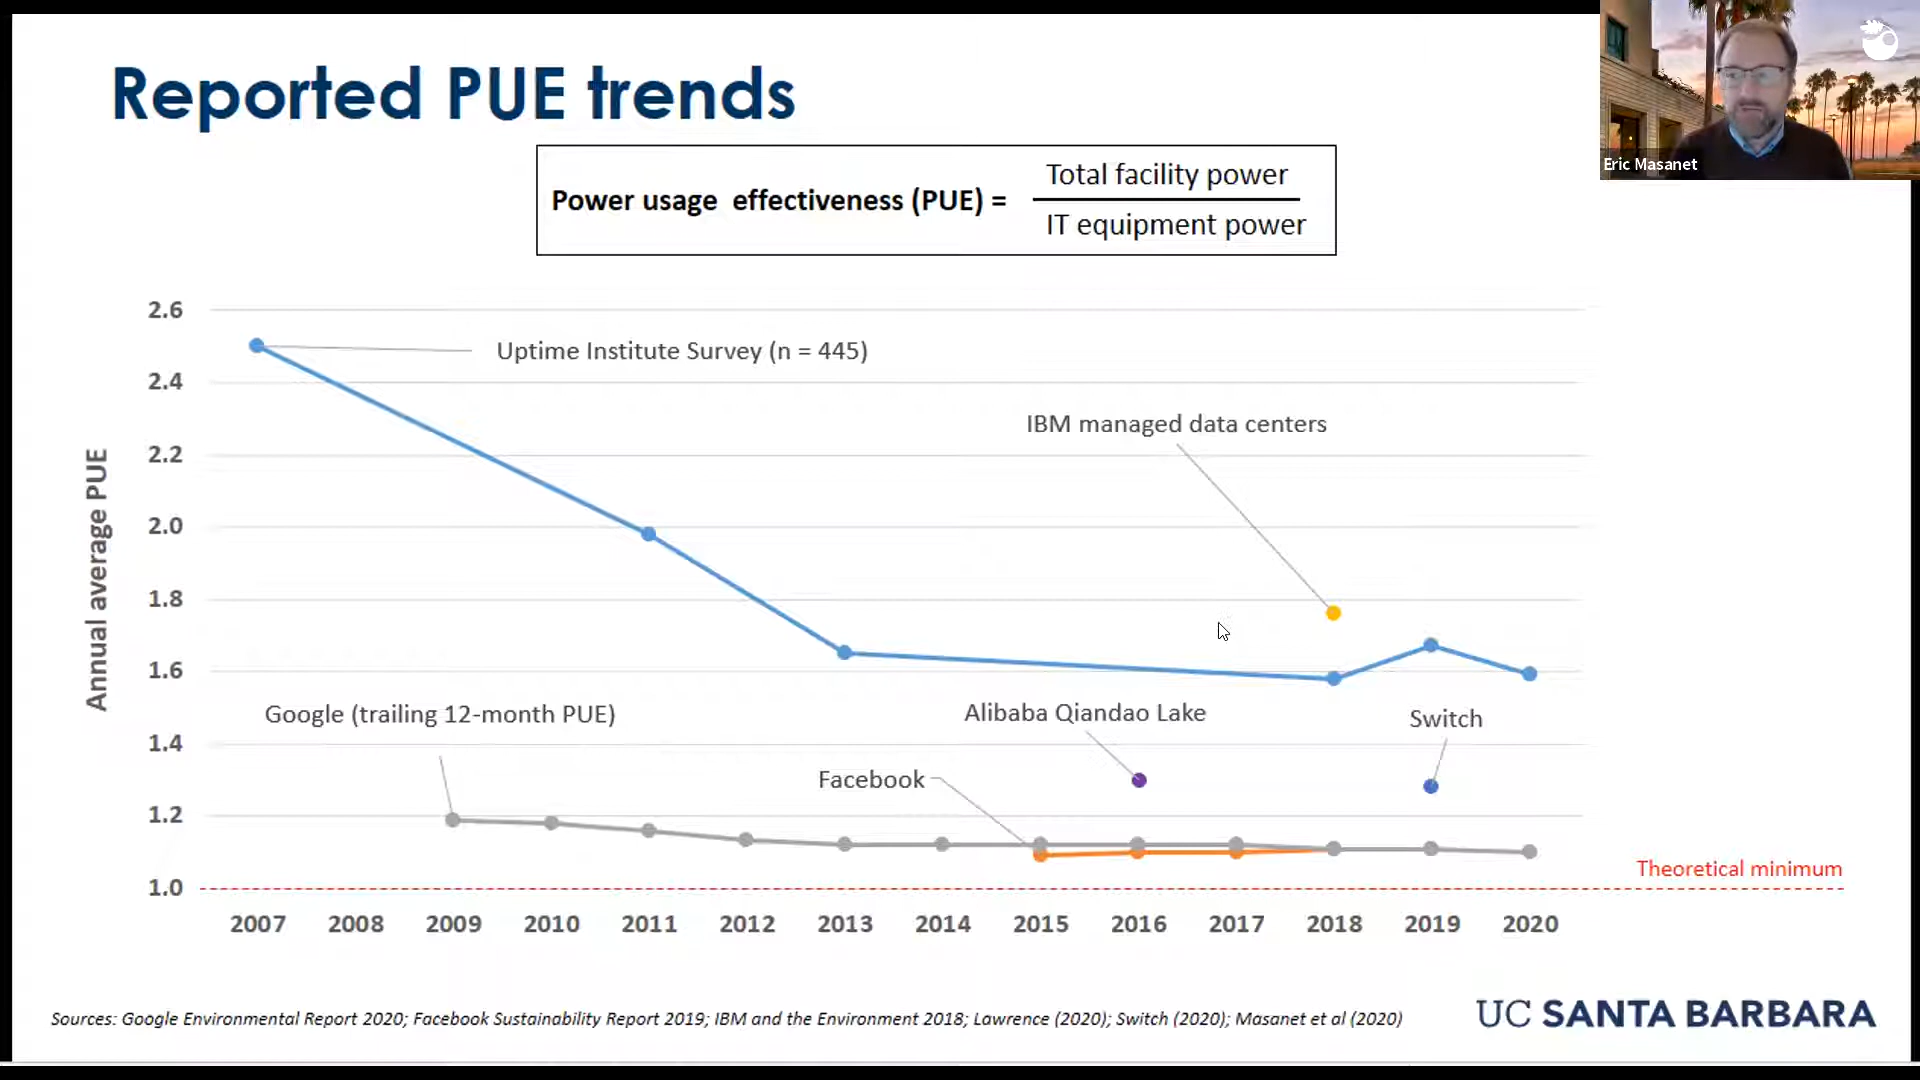 Reported PUE trends
Eric Masanet
Power usage effectiveness (PUE) =
Total facility power
IT equipment power
Annual average PUE
2.6
2.4
2.2
2.0
1.8
1.6
1.4
1.2
1.0
Uptime Institute Survey (n = 445)
IBM managed data centers
Google (trailing 12-month PUE)
Alibaba Qiandao Lake
Switch
Facebook
Theoretical minimum
2007 2008 2009 2010 2011 2012 2013 2014 2015 2016 2017 2018 2019 2020
Sources: Google Environmental Report 2020; Facebook Sustainability Report 2019; IBM and the Environment 2018; Lawrence (2020); Switch (2020); Masanet et al (2020)
UC SANTA BARBARA